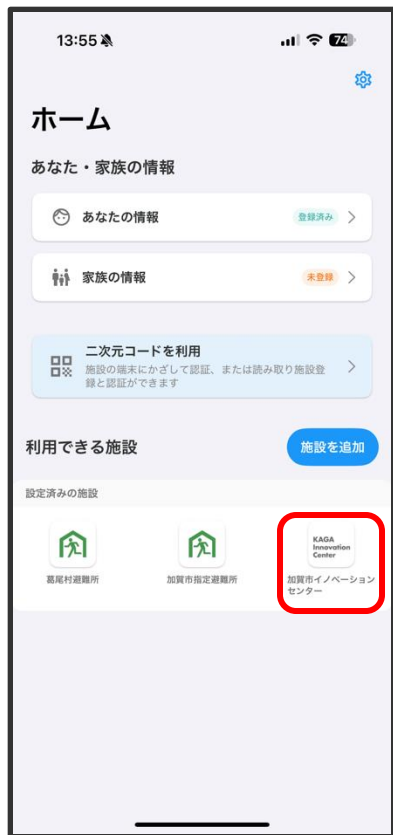 13:55
74
ホーム
あなた・家族の情報
あなたの情報
登録済み
家族の情報
未登録
二次元コードを利用
施設の端末にかざして認証、または読み取り施設登
録と認証ができます
利用できる施設
施設を追加
設定済みの施設
KAGA
Innovation
Center
葛尾村避難所
加賀市指定避難所
加賀市イノベーション
センター